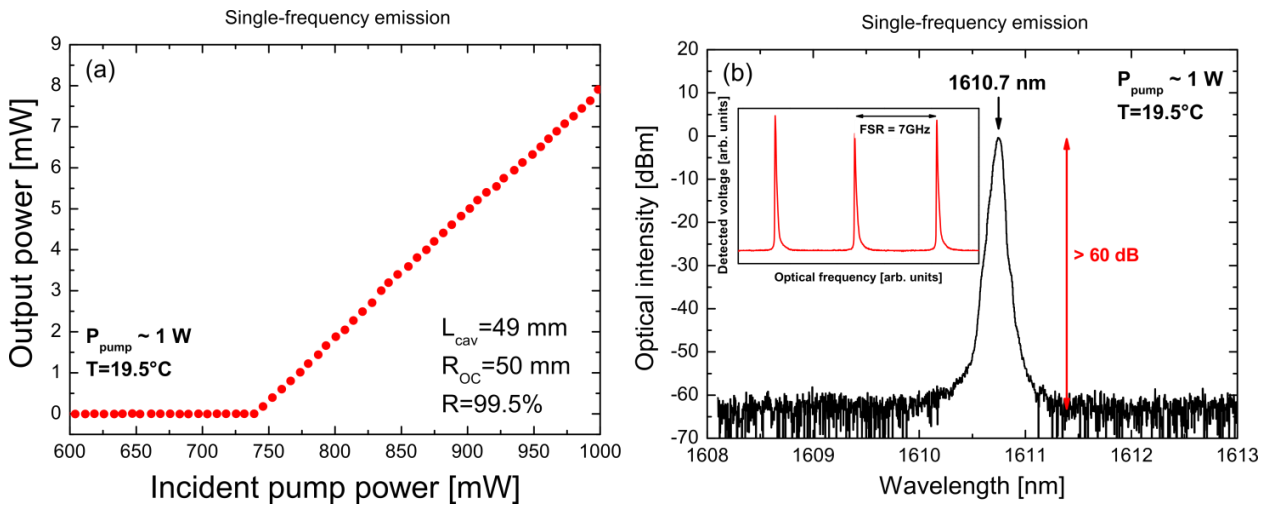 Single-frequency emission
(a)
Output power [mW]
9
8
7
6
5
4
3
2
1
0
P_pump ~ 1 W
T=19.5°C
L_cav=49 mm
R_OC=50 mm
R=99.5%
600 650 700 750 800 850 900 950 1000
Incident pump power [mW]
Single-frequency emission
(b)
Optical intensity [dBm]
20
10
0
-10
-20
-30
-40
-50
-60
-70
1610.7 nm
P_pump ~ 1 W
T=19.5°C
Detected voltage [arb. units]
FSR = 7GHz
Optical frequency [arb. units]
> 60 dB
1608 1609 1610 1611 1612 1613
Wavelength [nm]